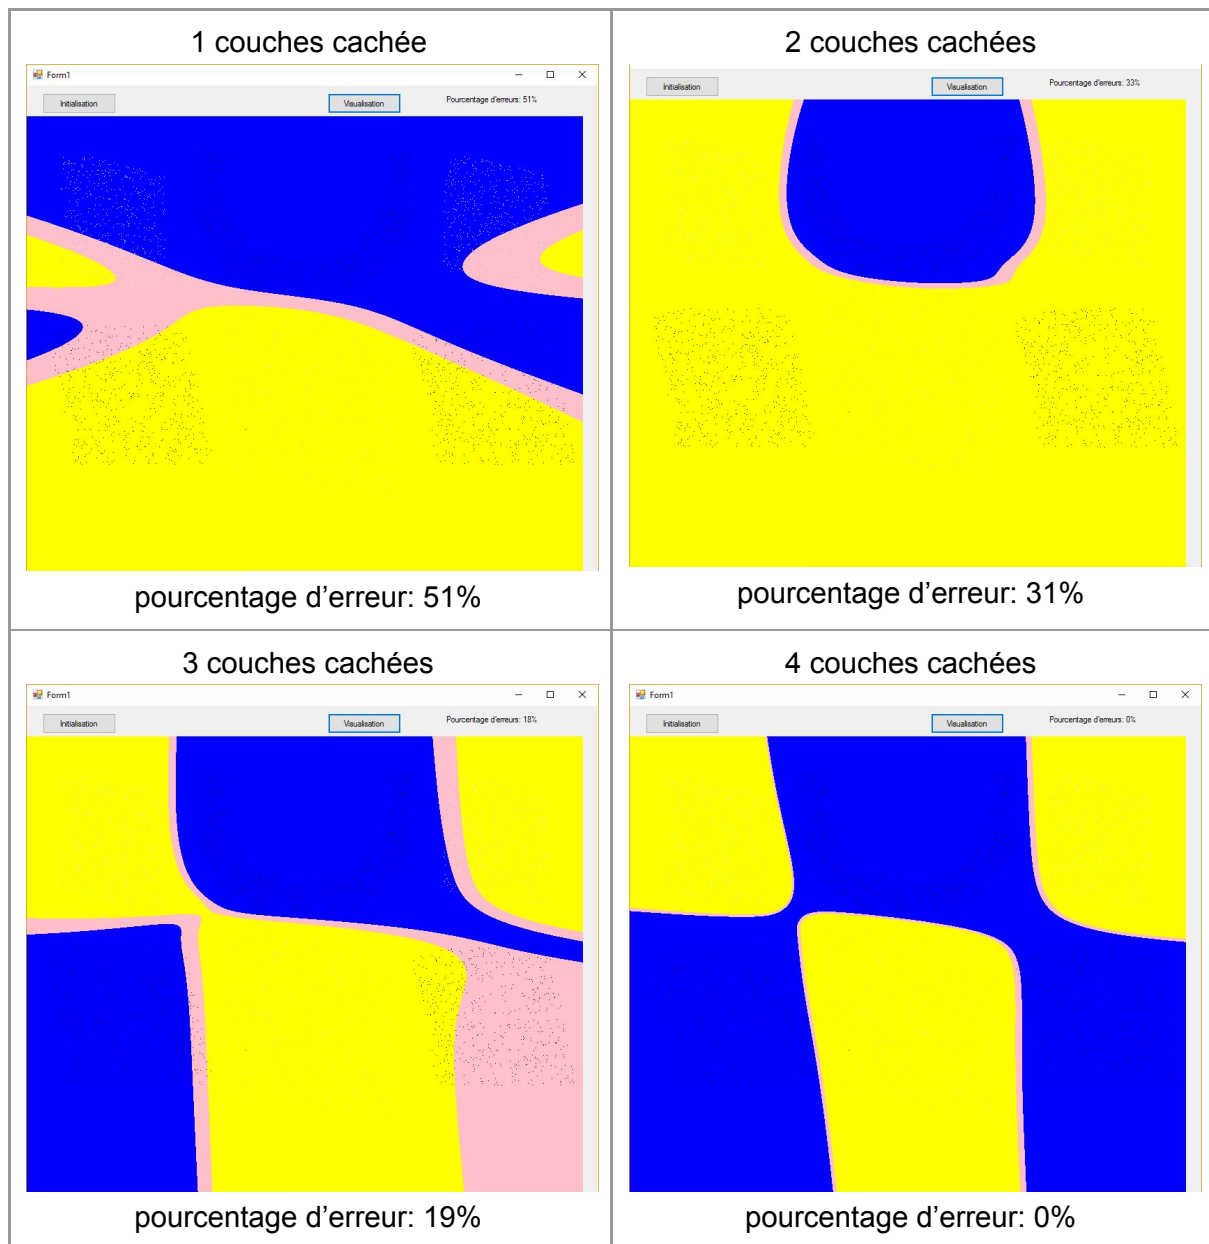 1 couches cachée
Form1
Initialisation
Visualisation
Pourcentage d'erreurs: 51%
pourcentage d’erreur: 51%
2 couches cachées
Initialisation
Visualisation
Pourcentage d'erreurs: 33%
pourcentage d’erreur: 31%
3 couches cachées
Form1
Initialisation
Visualisation
Pourcentage d'erreurs: 18%
pourcentage d’erreur: 19%
4 couches cachées
Form1
Initialisation
Visualisation
Pourcentage d'erreurs: 0%
pourcentage d’erreur: 0%